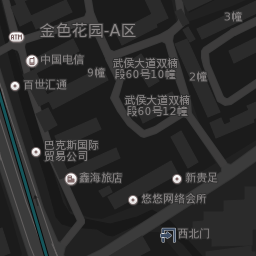 3幢
金色花园-A区
ATM
中国电信
武侯大道双楠
段60号10幢
9幢
2幢
百世汇通
武侯大道双楠
段60号12幢
巴克斯国际
贸易公司
鑫海旅店
新贵足
悠悠网络会所
西北门